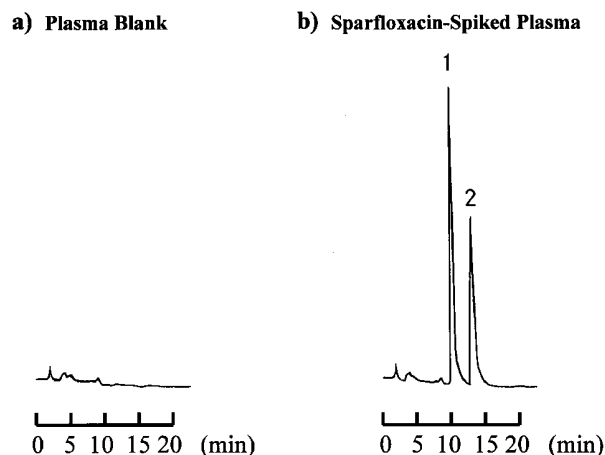 a) Plasma Blank
b) Sparfloxacin-Spiked Plasma
1
2
0 5 10 15 20 (min)
0 5 10 15 20 (min)